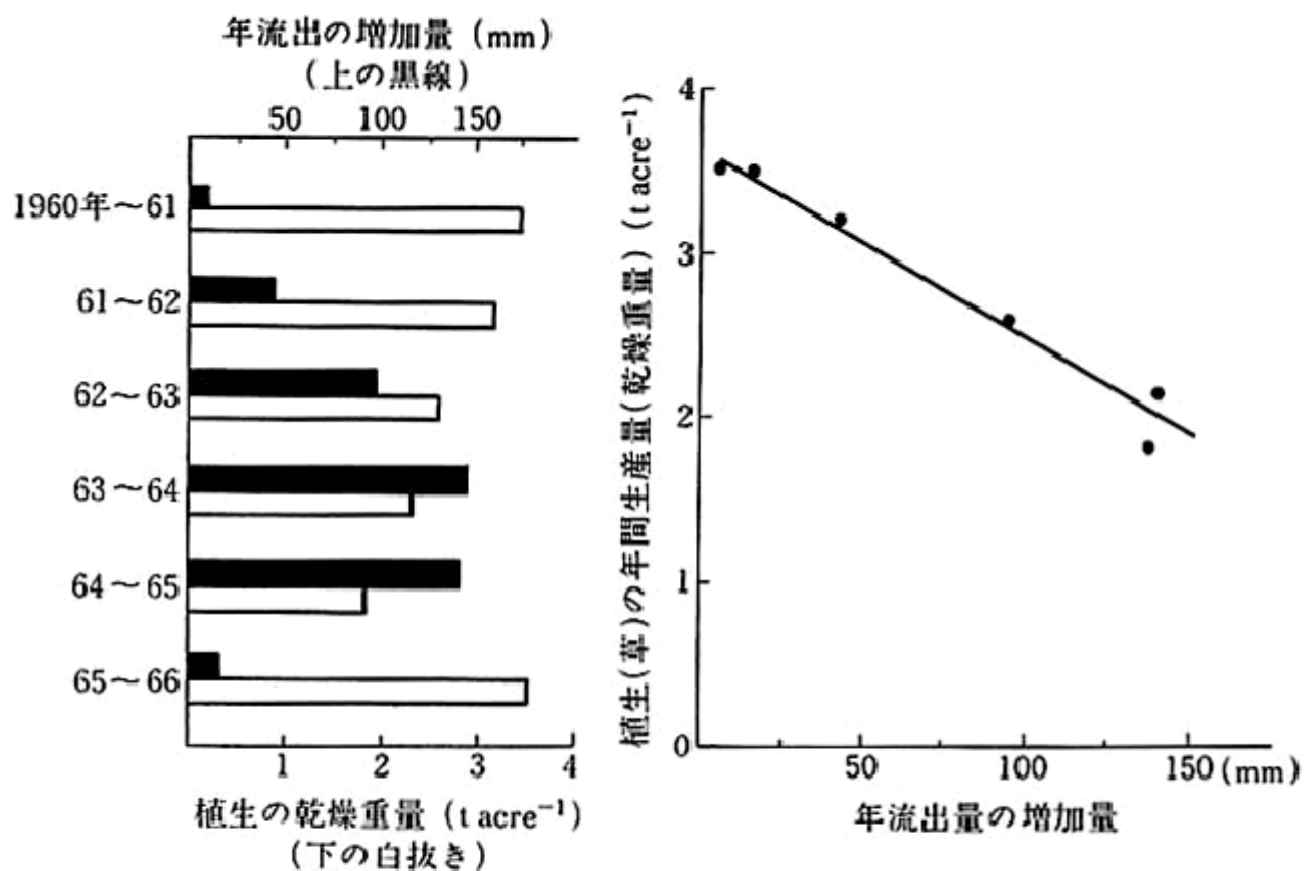 年流出の増加量 (mm)
(上の黒線)
50 100 150
1960年～61
61～62
62～63
63～64
64～65
65～66
1 2 3 4
植生の乾燥重量 (t acre⁻¹)
(下の白抜き)
植生(草)の年間生産量(乾燥重量) (t acre⁻¹)
4
3
2
1
0
50 100 150 (mm)
年流出量の増加量